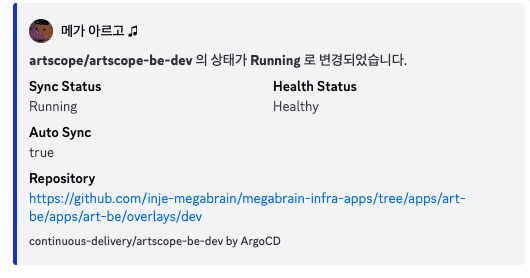 메가 아르고 ♫
artscope/artscope-be-dev 의 상태가 Running 로 변경되었습니다.
Sync Status
Health Status
Running
Healthy
Auto Sync
true
Repository
https://github.com/inje-megabrain/megabrain-infra-apps/tree/apps/art-
be/apps/art-be/overlays/dev
continuous-delivery/artscope-be-dev by ArgoCD